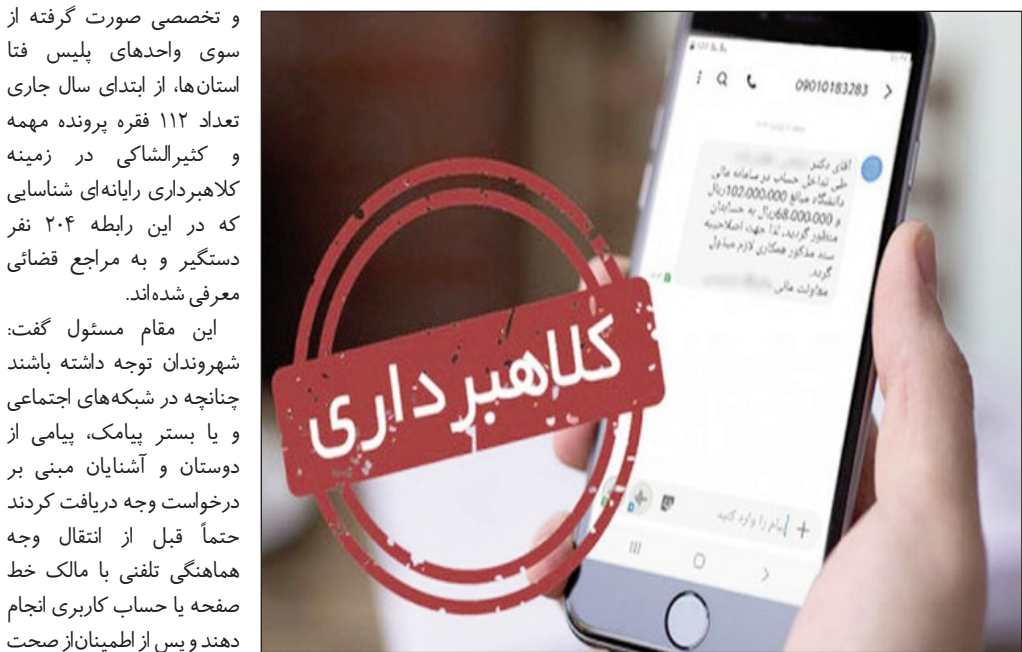 و تخصصی صورت گرفته از
سوی واحدهای پلیس فتا
استان‌ها، از ابتدای سال جاری
تعداد ۱۱۲ فقره پرونده مهمه
و کثیرالشاکی در زمینه
کلاهبرداری رایانه‌ای شناسایی
که در این رابطه ۲۰۴ نفر
دستگیر و به مراجع قضائی
معرفی شده‌اند.
این مقام مسئول گفت:
شهروندان توجه داشته باشند
چنانچه در شبکه‌های اجتماعی
و یا بستر پیامک، پیامی از
دوستان و آشنایان مبنی بر
درخواست وجه دریافت کردند
حتماً قبل از انتقال وجه
هماهنگی تلفنی با مالک خط
صفحه یا حساب کاربری انجام
دهند و پس از اطمینان از صحت
09010183283
آقای دکتر
طی تداخل حساب در سامانه مالی
دانشگاه مبلغ 102,000,000ریال
و 68،000،000ریال به حسابتان
منظور گردید، لذا جهت اصلاحیه
سند مذکور همکاری لازم مبذول
گردد.
معاونت مالی
کلاهبرداری
پیام را وارد کنید